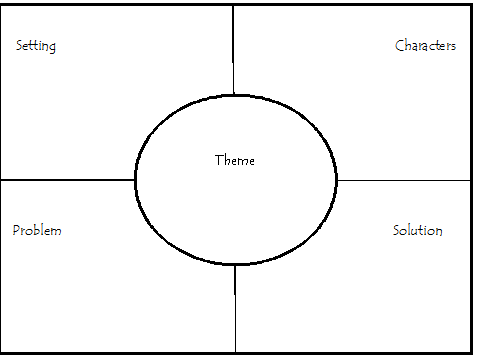 Setting
Characters
Theme
Problem
Solution